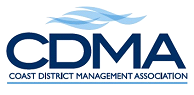 CDMA
COAST DISTRICT MANAGEMENT ASSOCIATION